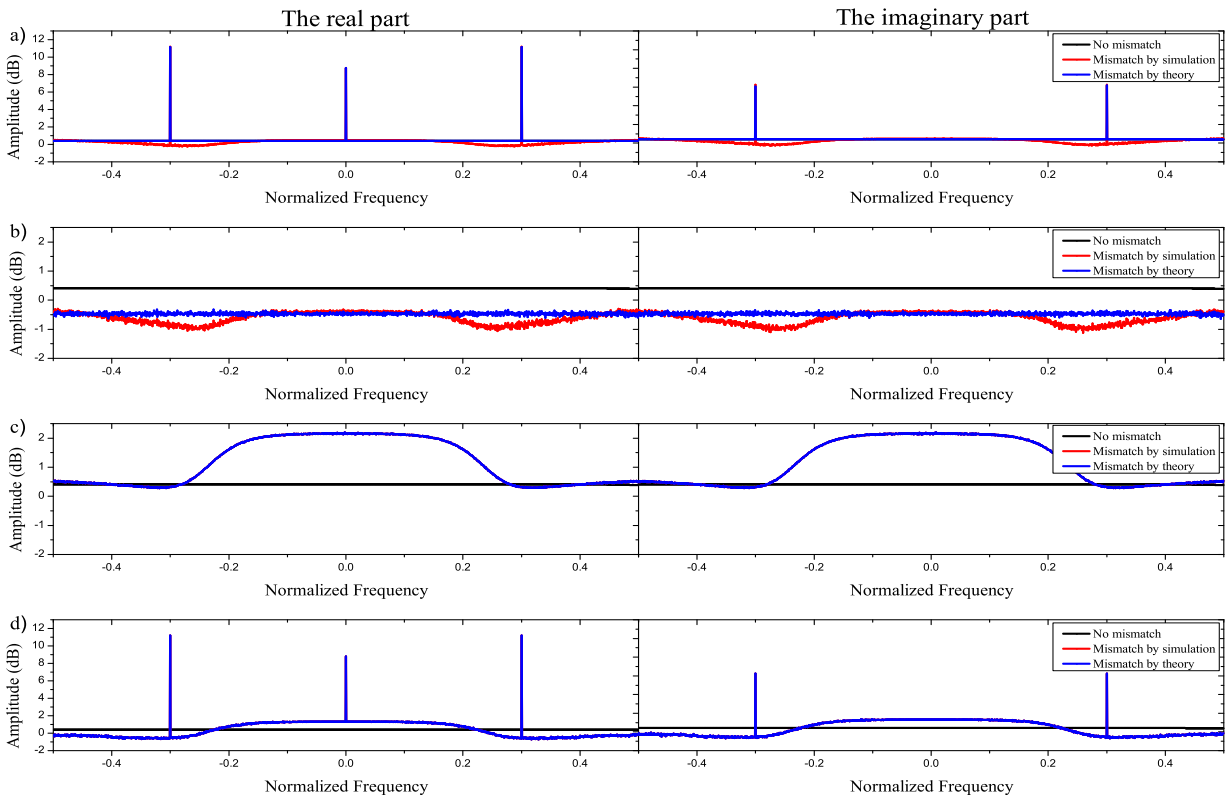 The real part
The imaginary part
a)
Amplitude (dB)
12
10
8
6
4
2
0
-2
-0.4
-0.2
0.0
0.2
0.4
Normalized Frequency
-0.4
-0.2
0.0
0.2
0.4
Normalized Frequency
No mismatch
Mismatch by simulation
Mismatch by theory
b)
Amplitude (dB)
2
1
0
-1
-2
-0.4
-0.2
0.0
0.2
0.4
Normalized Frequency
-0.4
-0.2
0.0
0.2
0.4
Normalized Frequency
No mismatch
Mismatch by simulation
Mismatch by theory
c)
Amplitude (dB)
2
1
0
-1
-2
-0.4
-0.2
0.0
0.2
0.4
Normalized Frequency
-0.4
-0.2
0.0
0.2
0.4
Normalized Frequency
No mismatch
Mismatch by simulation
Mismatch by theory
d)
Amplitude (dB)
12
10
8
6
4
2
0
-2
-0.4
-0.2
0.0
0.2
0.4
Normalized Frequency
-0.4
-0.2
0.0
0.2
0.4
Normalized Frequency
No mismatch
Mismatch by simulation
Mismatch by theory